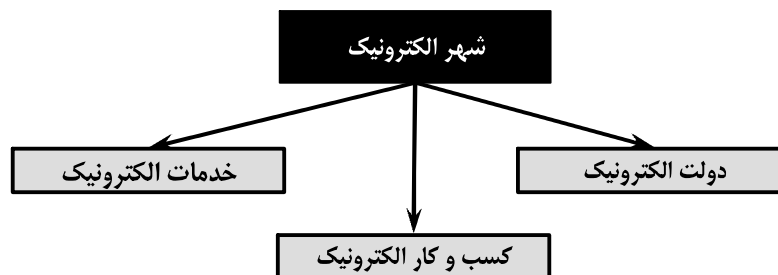 شهر الکترونیک
دولت الکترونیک
خدمات الکترونیک
کسب و کار الکترونیک